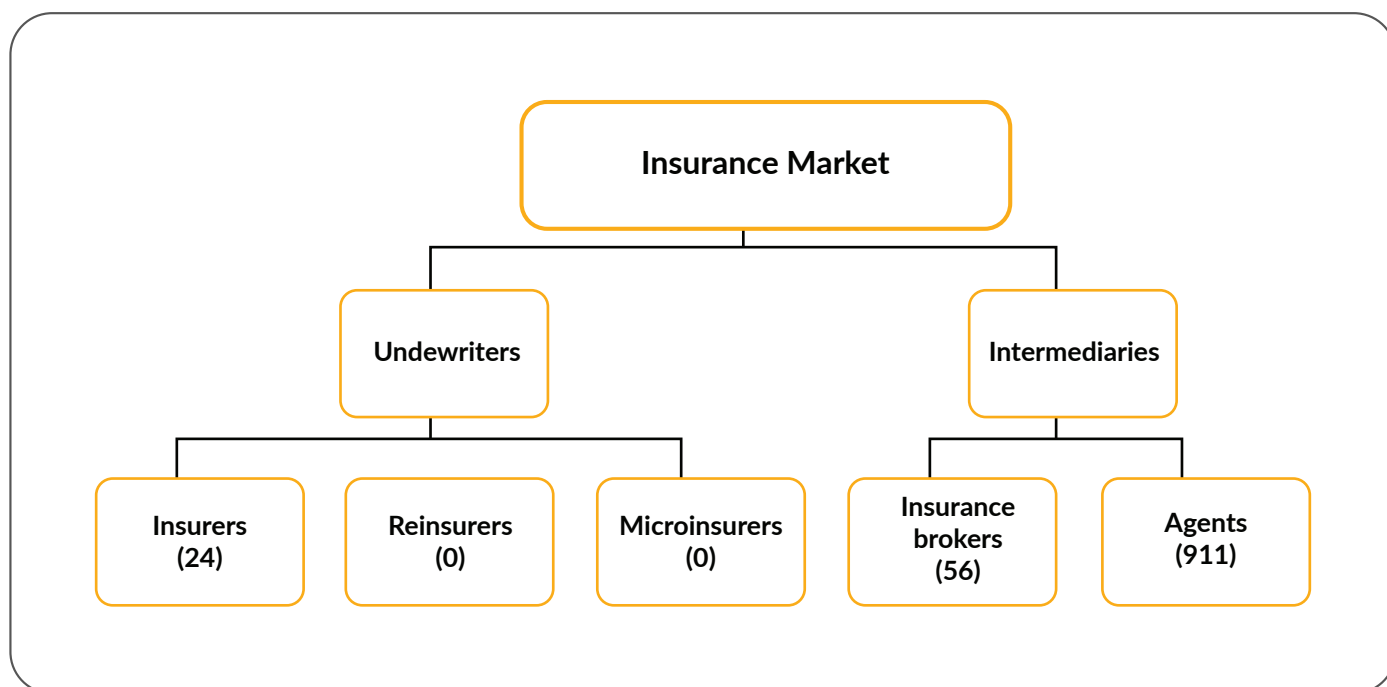 Insurance Market
Undewriters
Intermediaries
Insurers
(24)
Reinsurers
(0)
Microinsurers
(0)
Insurance
brokers
(56)
Agents
(911)